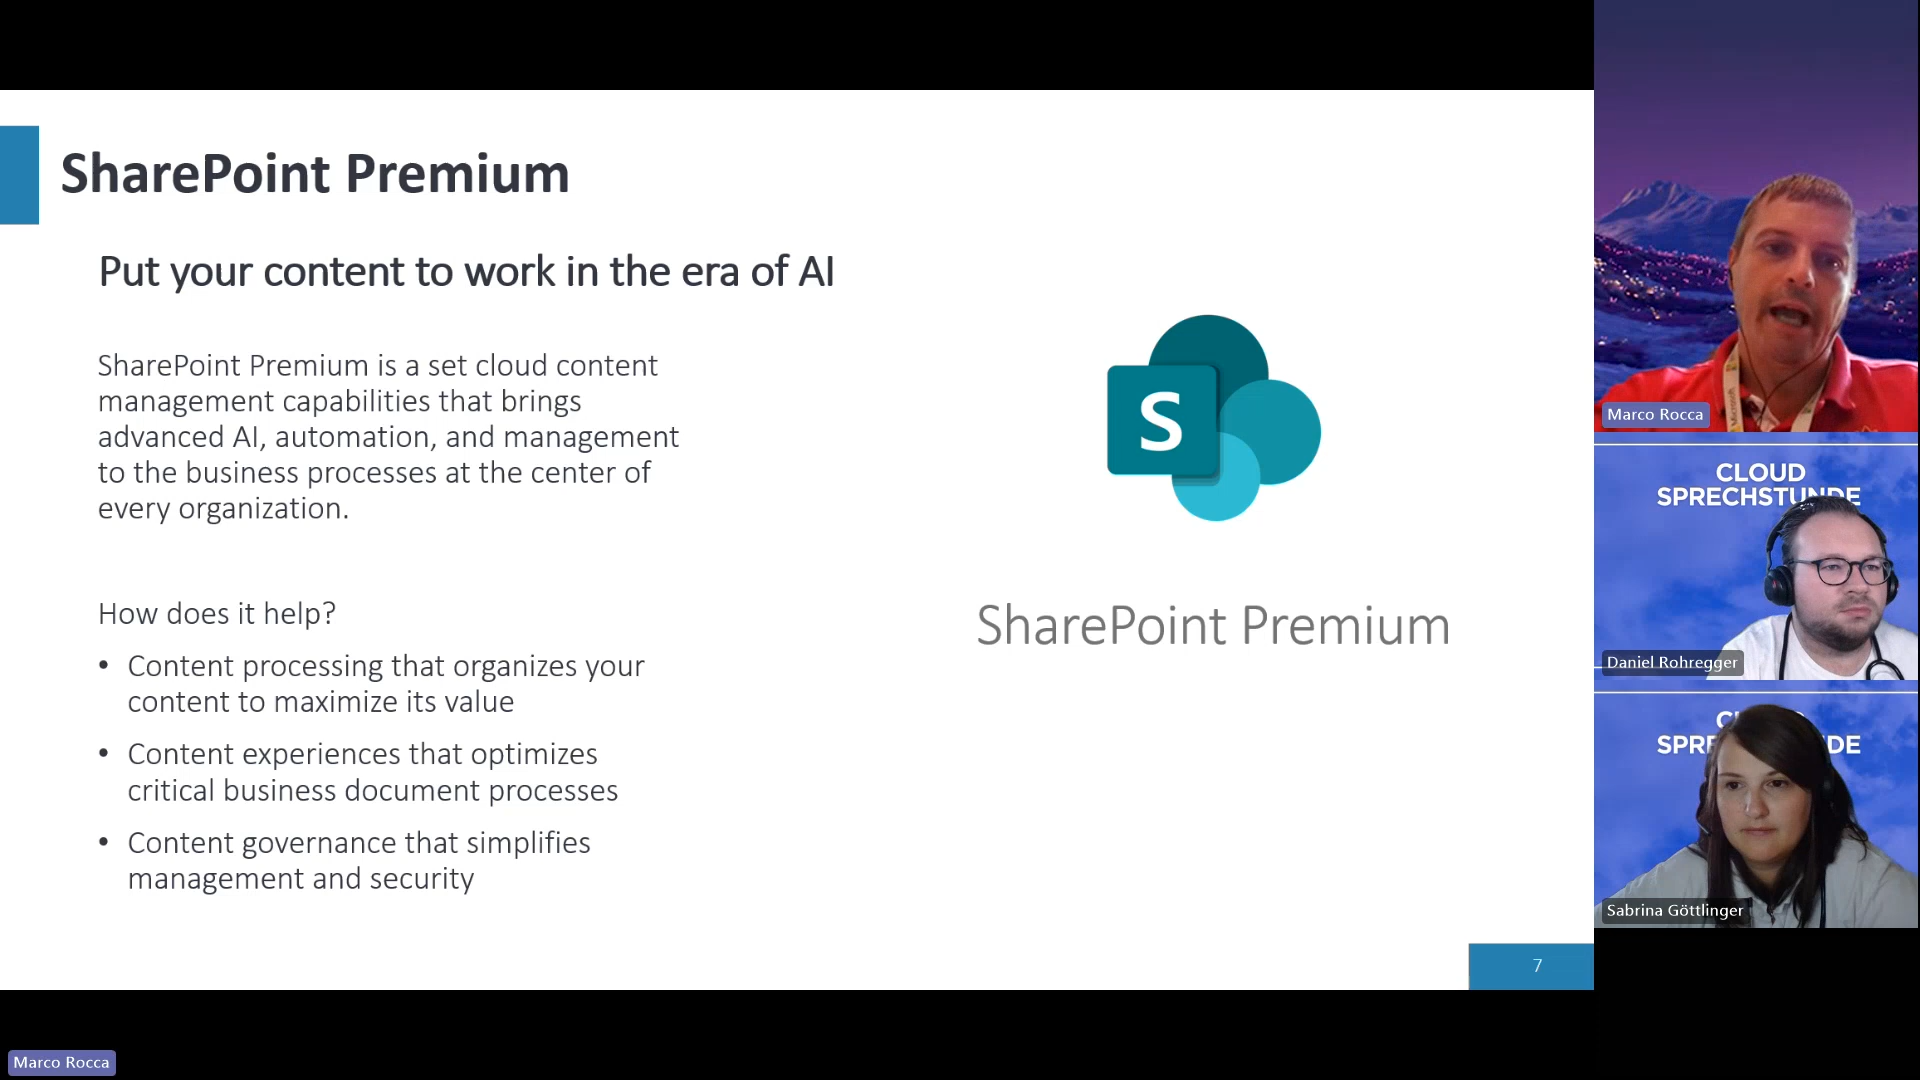 SharePoint Premium
Put your content to work in the era of AI
SharePoint Premium is a set cloud content
management capabilities that brings
advanced AI, automation, and management
to the business processes at the center of
every organization.
How does it help?
• Content processing that organizes your
content to maximize its value
• Content experiences that optimizes
critical business document processes
• Content governance that simplifies
management and security
S
SharePoint Premium
7
Marco Rocca
CLOUD
SPRECHSTUNDE
Daniel Rohregger
SPRE DE
Sabrina Göttlinger
Marco Rocca